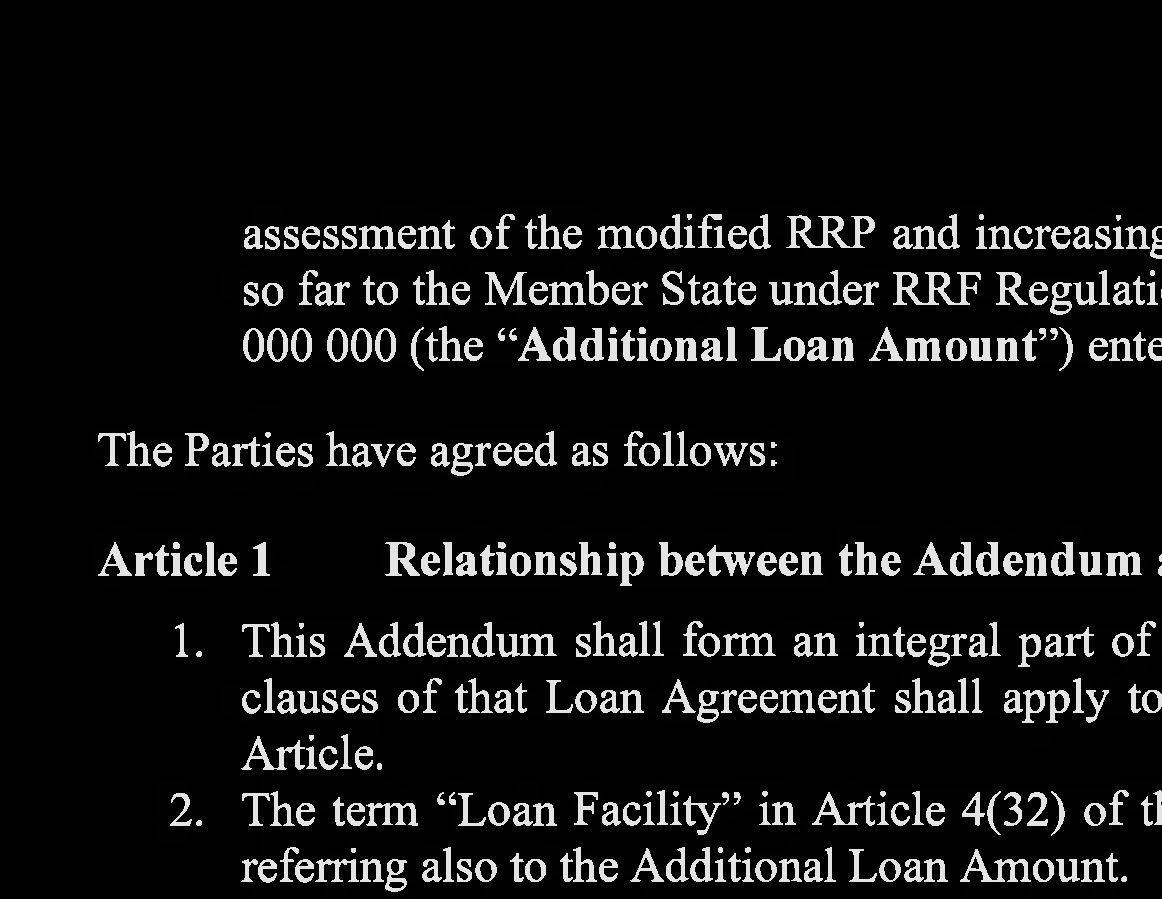 assessment of the modified RRP and increasing
so far to the Member State under RRF
000 000 (the “Additional Loan Amount”)
The Parties have agreed as follows:
Article 1 Relationship between the Addendum
1. This Addendum shall form an integral part of
clauses of that Loan Agreement shall apply to
Article.
2. The term “Loan Facility” in Article 4(32) of
referring also to the Additional Loan Amount.